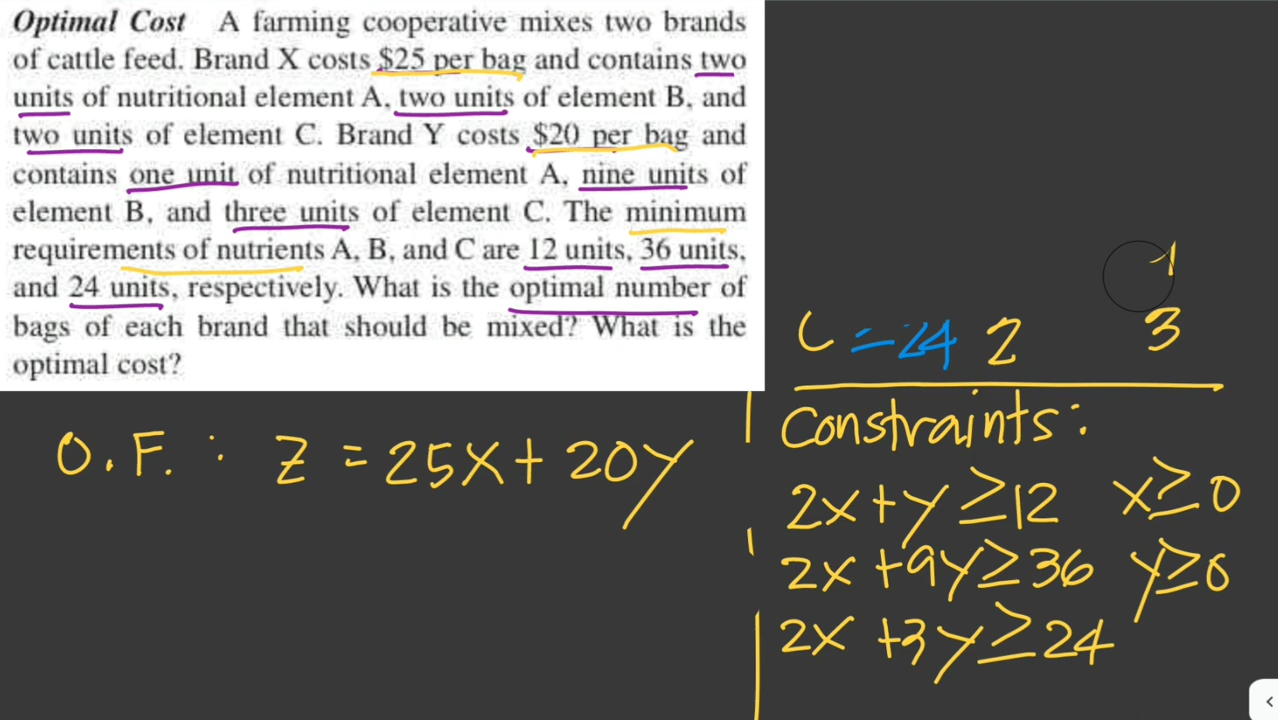 Optimal Cost A farming cooperative mixes two brands
of cattle feed. Brand X costs $25 per bag and contains two
units of nutritional element A, two units of element B, and
two units of element C. Brand Y costs $20 per bag and
contains one unit of nutritional element A, nine units of
element B, and three units of element C. The minimum
requirements of nutrients A, B, and C are 12 units, 36 units,
and 24 units, respectively. What is the optimal number of
bags of each brand that should be mixed? What is the
optimal cost?
C = 24 2 3
O.F. : Z = 25X + 20Y
Constraints:
2x + y ≥ 12 x ≥ 0
2x + 9y ≥ 36 y ≥ 0
2x + 3y ≥ 24